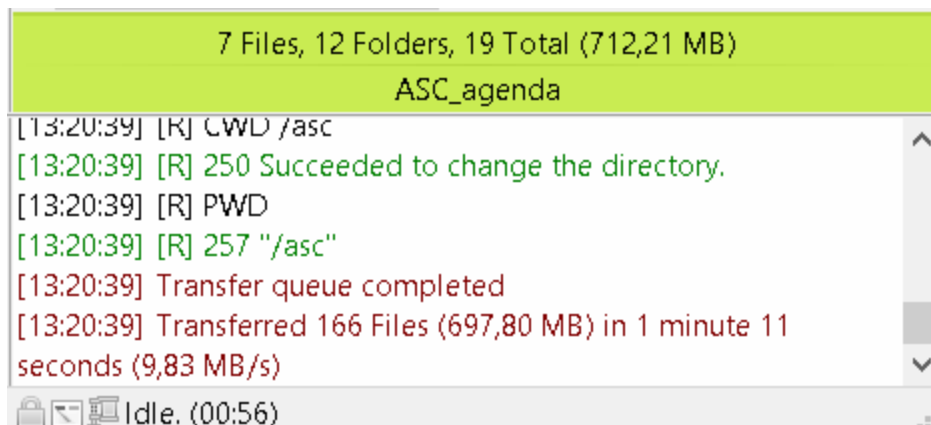 7 Files, 12 Folders, 19 Total (712,21 MB)
ASC_agenda
[13:20:39] [R] CWD /asc
[13:20:39] [R] 250 Succeeded to change the directory.
[13:20:39] [R] PWD
[13:20:39] [R] 257 "/asc"
[13:20:39] Transfer queue completed
[13:20:39] Transferred 166 Files (697,80 MB) in 1 minute 11
seconds (9,83 MB/s)
Idle. (00:56)